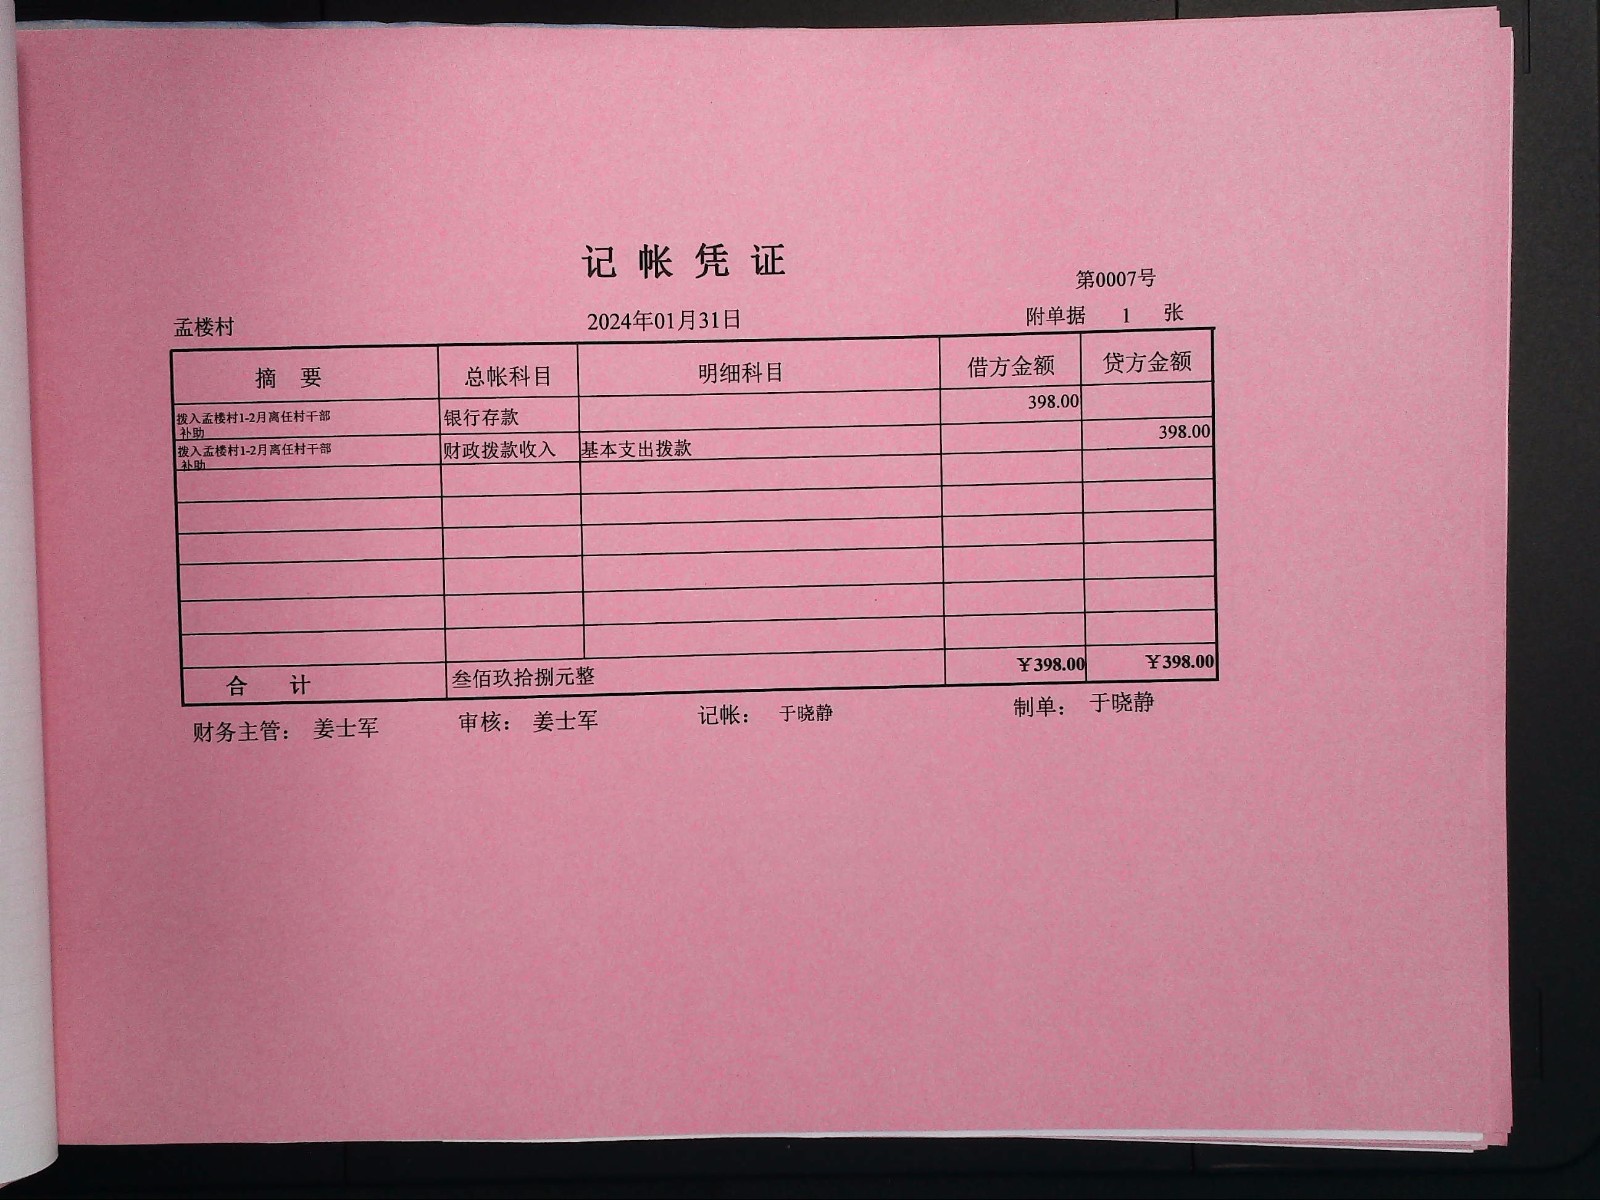 记帐凭证
第0007号
孟楼村 2024年01月31日 附单据 1 张
摘 要 总帐科目 明细科目 借方金额 贷方金额
拨入孟楼村1-2月离任村干部 银行存款 398.00
补助
拨入孟楼村1-2月离任村干部 财政拨款收入 基本支出拨款 398.00
补助
合 计 叁佰玖拾捌元整 ￥398.00 ￥398.00
财务主管： 姜士军 审核： 姜士军 记帐： 于晓静 制单： 于晓静